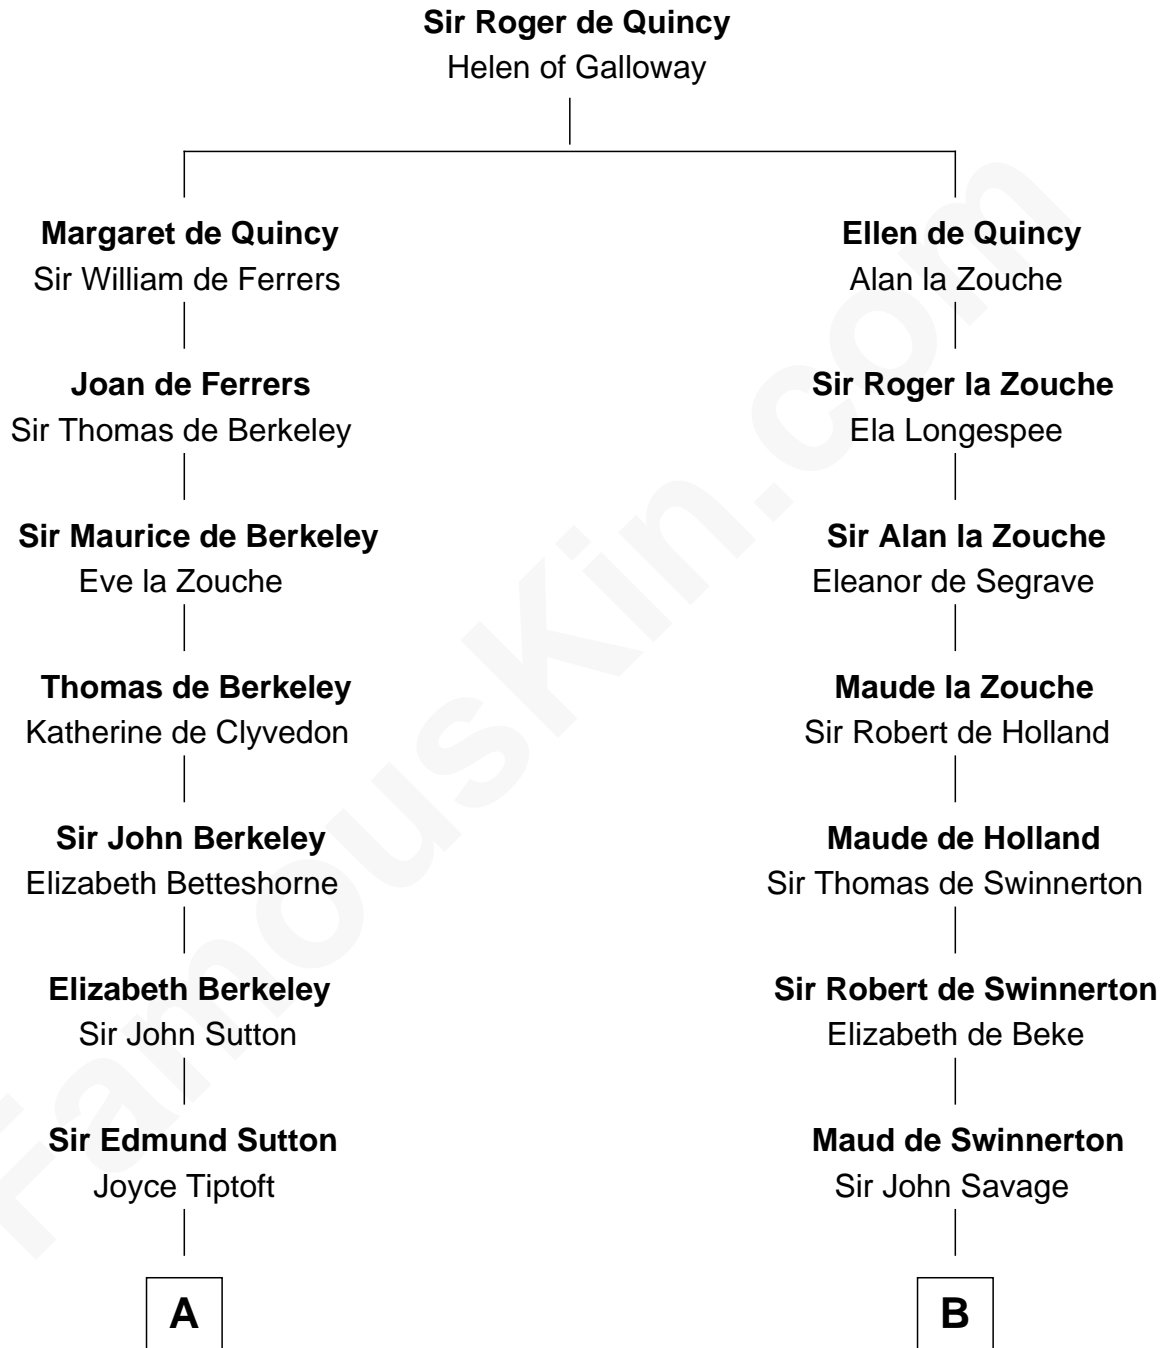 Sir Roger de Quincy
Helen of Galloway
Margaret de Quincy
Sir William de Ferrers
Ellen de Quincy
Alan la Zouche
Joan de Ferrers
Sir Thomas de Berkeley
Sir Roger la Zouche
Ela Longespee
Sir Maurice de Berkeley
Eve la Zouche
Sir Alan la Zouche
Eleanor de Segrave
Thomas de Berkeley
Katherine de Clyvedon
Maude la Zouche
Sir Robert de Holland
Sir John Berkeley
Elizabeth Betteshorne
Maude de Holland
Sir Thomas de Swinnerton
Elizabeth Berkeley
Sir John Sutton
Sir Robert de Swinnerton
Elizabeth de Beke
Sir Edmund Sutton
Joyce Tiptoft
Maud de Swinnerton
Sir John Savage
A
B
FamousKin.com